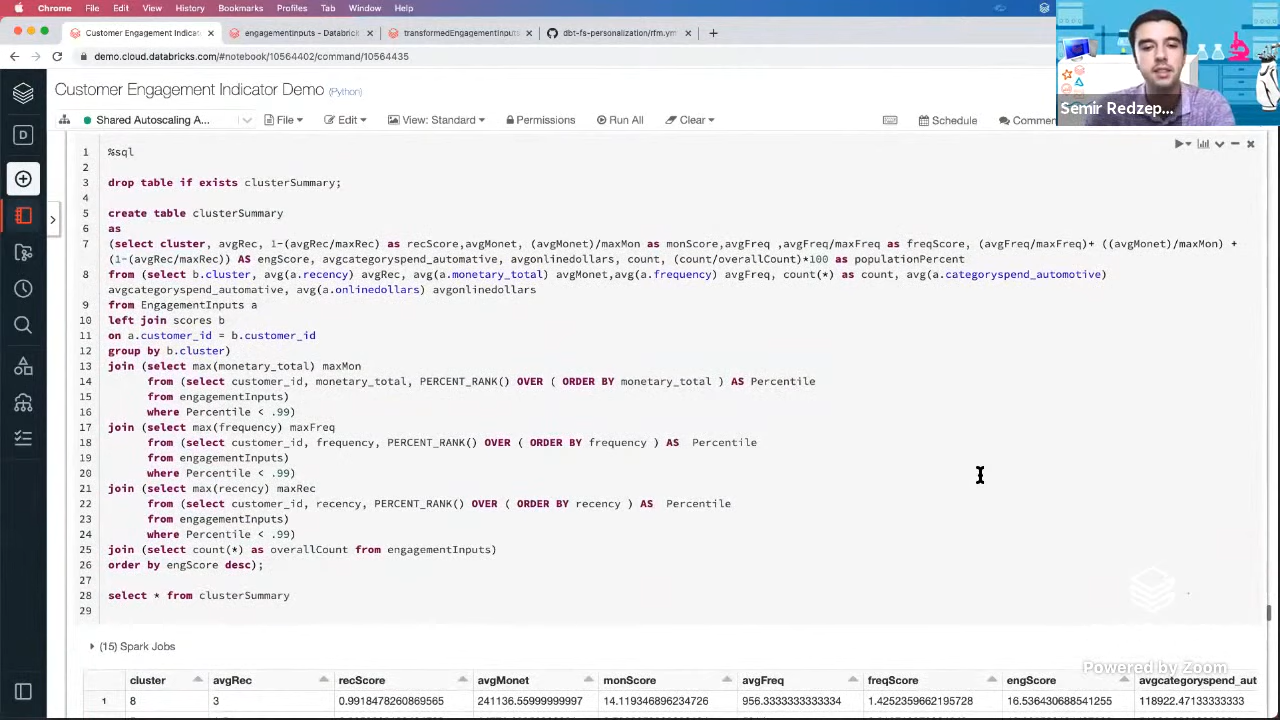 Chrome File Edit View History Bookmarks Profiles Tab Window Help
Customer Engagement Indicator engagementInputs - Databrick transformedEngagementInputs dbt-fs-personalization/rfm.yml
demo.cloud.databricks.com/#notebook/10564402/command/10564435
Customer Engagement Indicator Demo (Python)
Shared Autoscaling A... File Edit View: Standard Permissions Run All Clear Schedule Commen
Semir Redzep...
1 %sql
2
3 drop table if exists clusterSummary;
4
5 create table clusterSummary
6 as
7 (select cluster, avgRec, 1-(avgRec/maxRec) as recScore,avgMonet, (avgMonet)/maxMon as monScore,avgFreq ,avgFreq/maxFreq as freqScore, (avgFreq/maxFreq)+ ((avgMonet)/maxMon) +
(1-(avgRec/maxRec)) AS engScore, avgcategoryspend_automative, avgonlinedollars, count, (count/overallCount)*100 as populationPercent
8 from (select b.cluster, avg(a.recency) avgRec, avg(a.monetary_total) avgMonet,avg(a.frequency) avgFreq, count(*) as count, avg(a.categoryspend_automotive)
avgcategoryspend_automative, avg(a.onlinedollars) avgonlinedollars
9 from EngagementInputs a
10 left join scores b
11 on a.customer_id = b.customer_id
12 group by b.cluster)
13 join (select max(monetary_total) maxMon
14 from (select customer_id, monetary_total, PERCENT_RANK() OVER ( ORDER BY monetary_total ) AS Percentile
15 from engagementInputs)
16 where Percentile < .99)
17 join (select max(frequency) maxFreq
18 from (select customer_id, frequency, PERCENT_RANK() OVER ( ORDER BY frequency ) AS Percentile
19 from engagementInputs)
20 where Percentile < .99)
21 join (select max(recency) maxRec
22 from (select customer_id, recency, PERCENT_RANK() OVER ( ORDER BY recency ) AS Percentile
23 from engagementInputs)
24 where Percentile < .99)
25 join (select count(*) as overallCount from engagementInputs)
26 order by engScore desc);
27
28 select * from clusterSummary
29
(15) Spark Jobs
Powered by Zoom
cluster avgRec recScore avgMonet monScore avgFreq freqScore engScore avgcategoryspend_aut
1 8 3 0.9918478260869565 241136.55999999997 14.119346896234726 956.3333333333334 1.4252359662195728 16.536430688541255 118922.47133333333